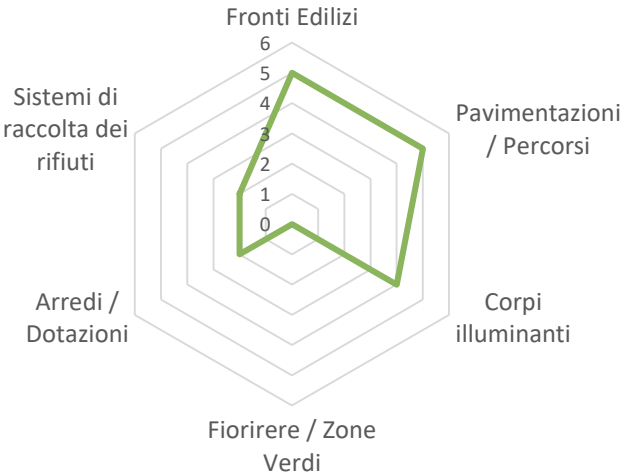 Fronti Edilizi
6
5
4
3
2
1
0
Pavimentazioni
/ Percorsi
Corpi
illuminanti
Fiorirere / Zone
Verdi
Arredi /
Dotazioni
Sistemi di
raccolta dei
rifiuti